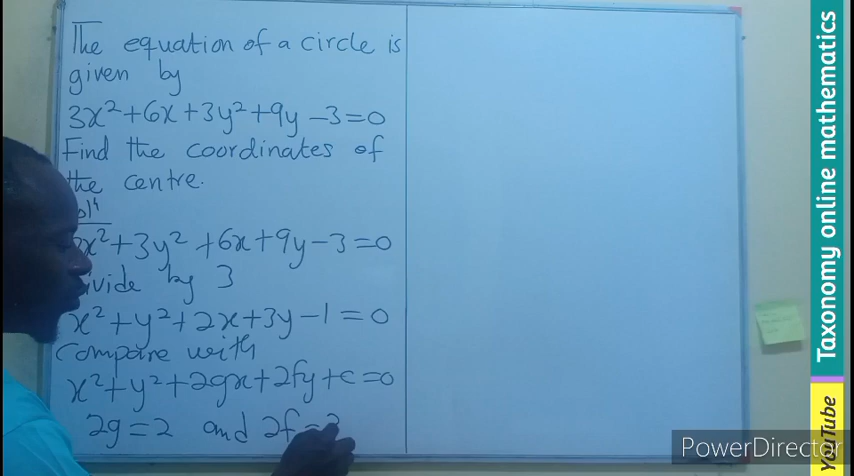 The equation of a circle is
given by
3x²+6x+3y²+9y-3=0
Find the coordinates of
the centre.
x²+3y²+6x+9y-3=0
by 3
x²+y²+2x+3y-1=0
Compare with
x²+y²+2gx+2fy+c=0
2g=2 and 2f=
Taxonomy online mathematics
YouTube
PowerDirector